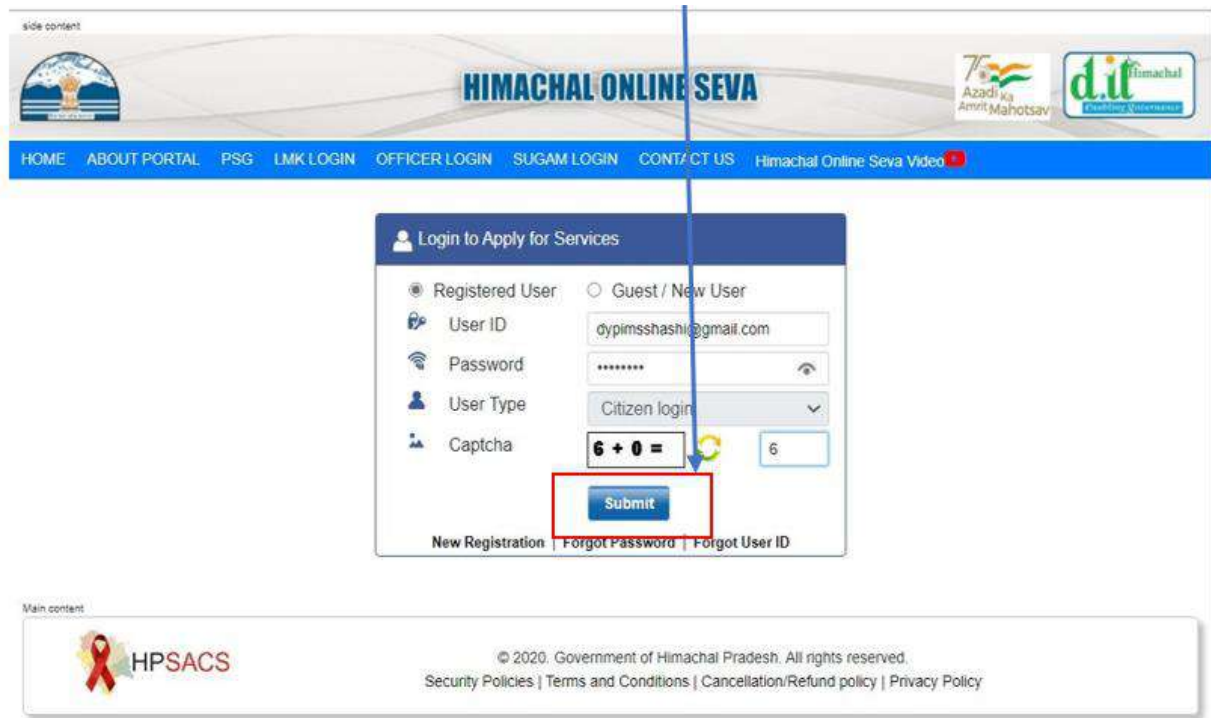 side content
HIMACHAL ONLINE SEVA
75 Azadi Ka Amrit Mahotsav
d.it Himachal
Enabling Governance
HOME ABOUT PORTAL PSG LMK LOGIN OFFICER LOGIN SUGAM LOGIN CONTACT US Himachal Online Seva Video
Login to Apply for Services
Registered User Guest / New User
User ID dypimsshashi@gmail.com
Password ••••••••
User Type Citizen login
Captcha 6 + 0 = 6
Submit
New Registration | Forgot Password | Forgot User ID
Main content
HPSACS
© 2020. Government of Himachal Pradesh. All rights reserved.
Security Policies | Terms and Conditions | Cancellation/Refund policy | Privacy Policy